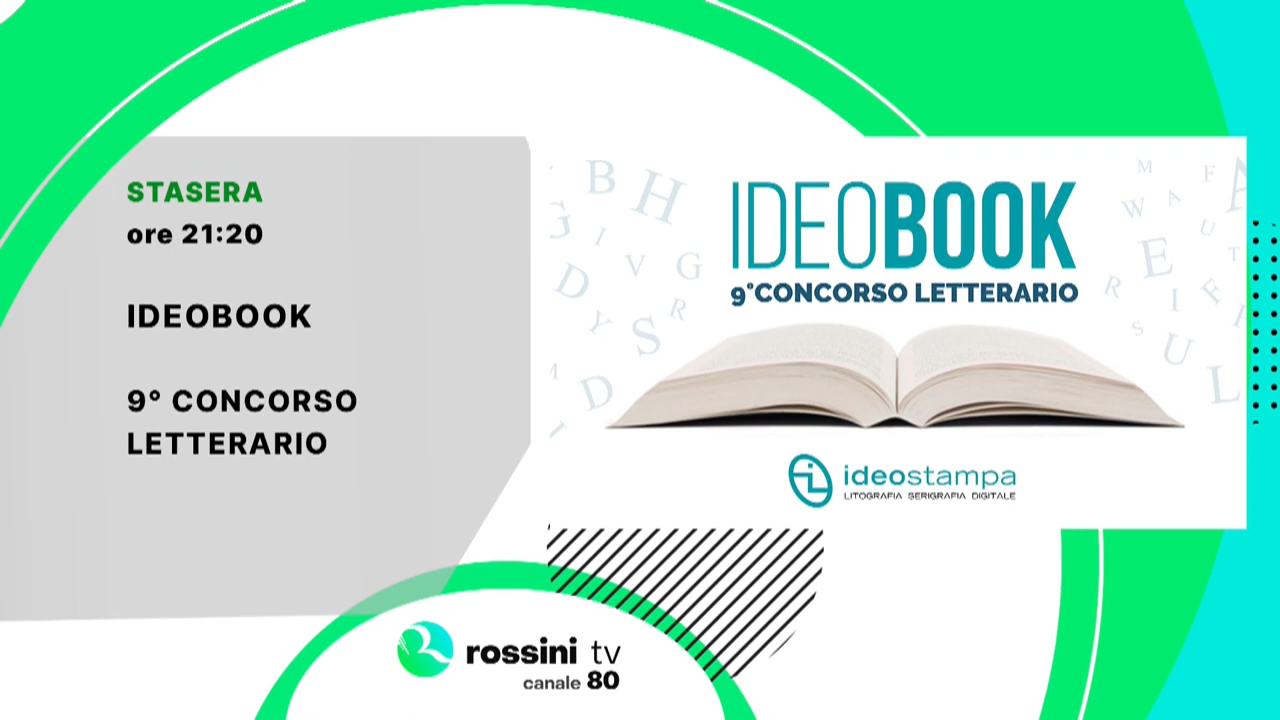 STASERA
ore 21:20
IDEOBOOK
9° CONCORSO
LETTERARIO
IDEOBOOK
9°CONCORSO LETTERARIO
ideostampa
LITOGRAFIA SERIGRAFIA DIGITALE
rossini tv
canale 80